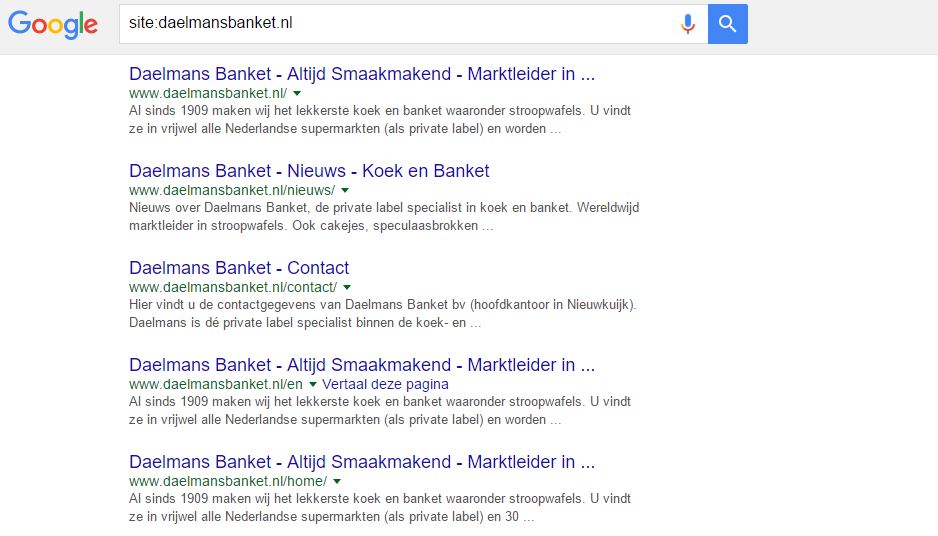 Google
site:daelmansbanket.nl
Daelmans Banket - Altijd Smaakmakend - Marktleider in ...
www.daelmansbanket.nl/
Al sinds 1909 maken wij het lekkerste koek en banket waaronder stroopwafels. U vindt
ze in vrijwel alle Nederlandse supermarkten (als private label) en worden ...
Daelmans Banket - Nieuws - Koek en Banket
www.daelmansbanket.nl/nieuws/
Nieuws over Daelmans Banket, de private label specialist in koek en banket. Wereldwijd
marktleider in stroopwafels. Ook cakejes, speculaasbrokken ...
Daelmans Banket - Contact
www.daelmansbanket.nl/contact/
Hier vindt u de contactgegevens van Daelmans Banket bv (hoofdkantoor in Nieuwkuijk).
Daelmans is dé private label specialist binnen de koek- en ...
Daelmans Banket - Altijd Smaakmakend - Marktleider in ...
www.daelmansbanket.nl/en Vertaal deze pagina
Al sinds 1909 maken wij het lekkerste koek en banket waaronder stroopwafels. U vindt
ze in vrijwel alle Nederlandse supermarkten (als private label) en worden ...
Daelmans Banket - Altijd Smaakmakend - Marktleider in ...
www.daelmansbanket.nl/home/
Al sinds 1909 maken wij het lekkerste koek en banket waaronder stroopwafels. U vindt
ze in vrijwel alle Nederlandse supermarkten (als private label) en 30 ...